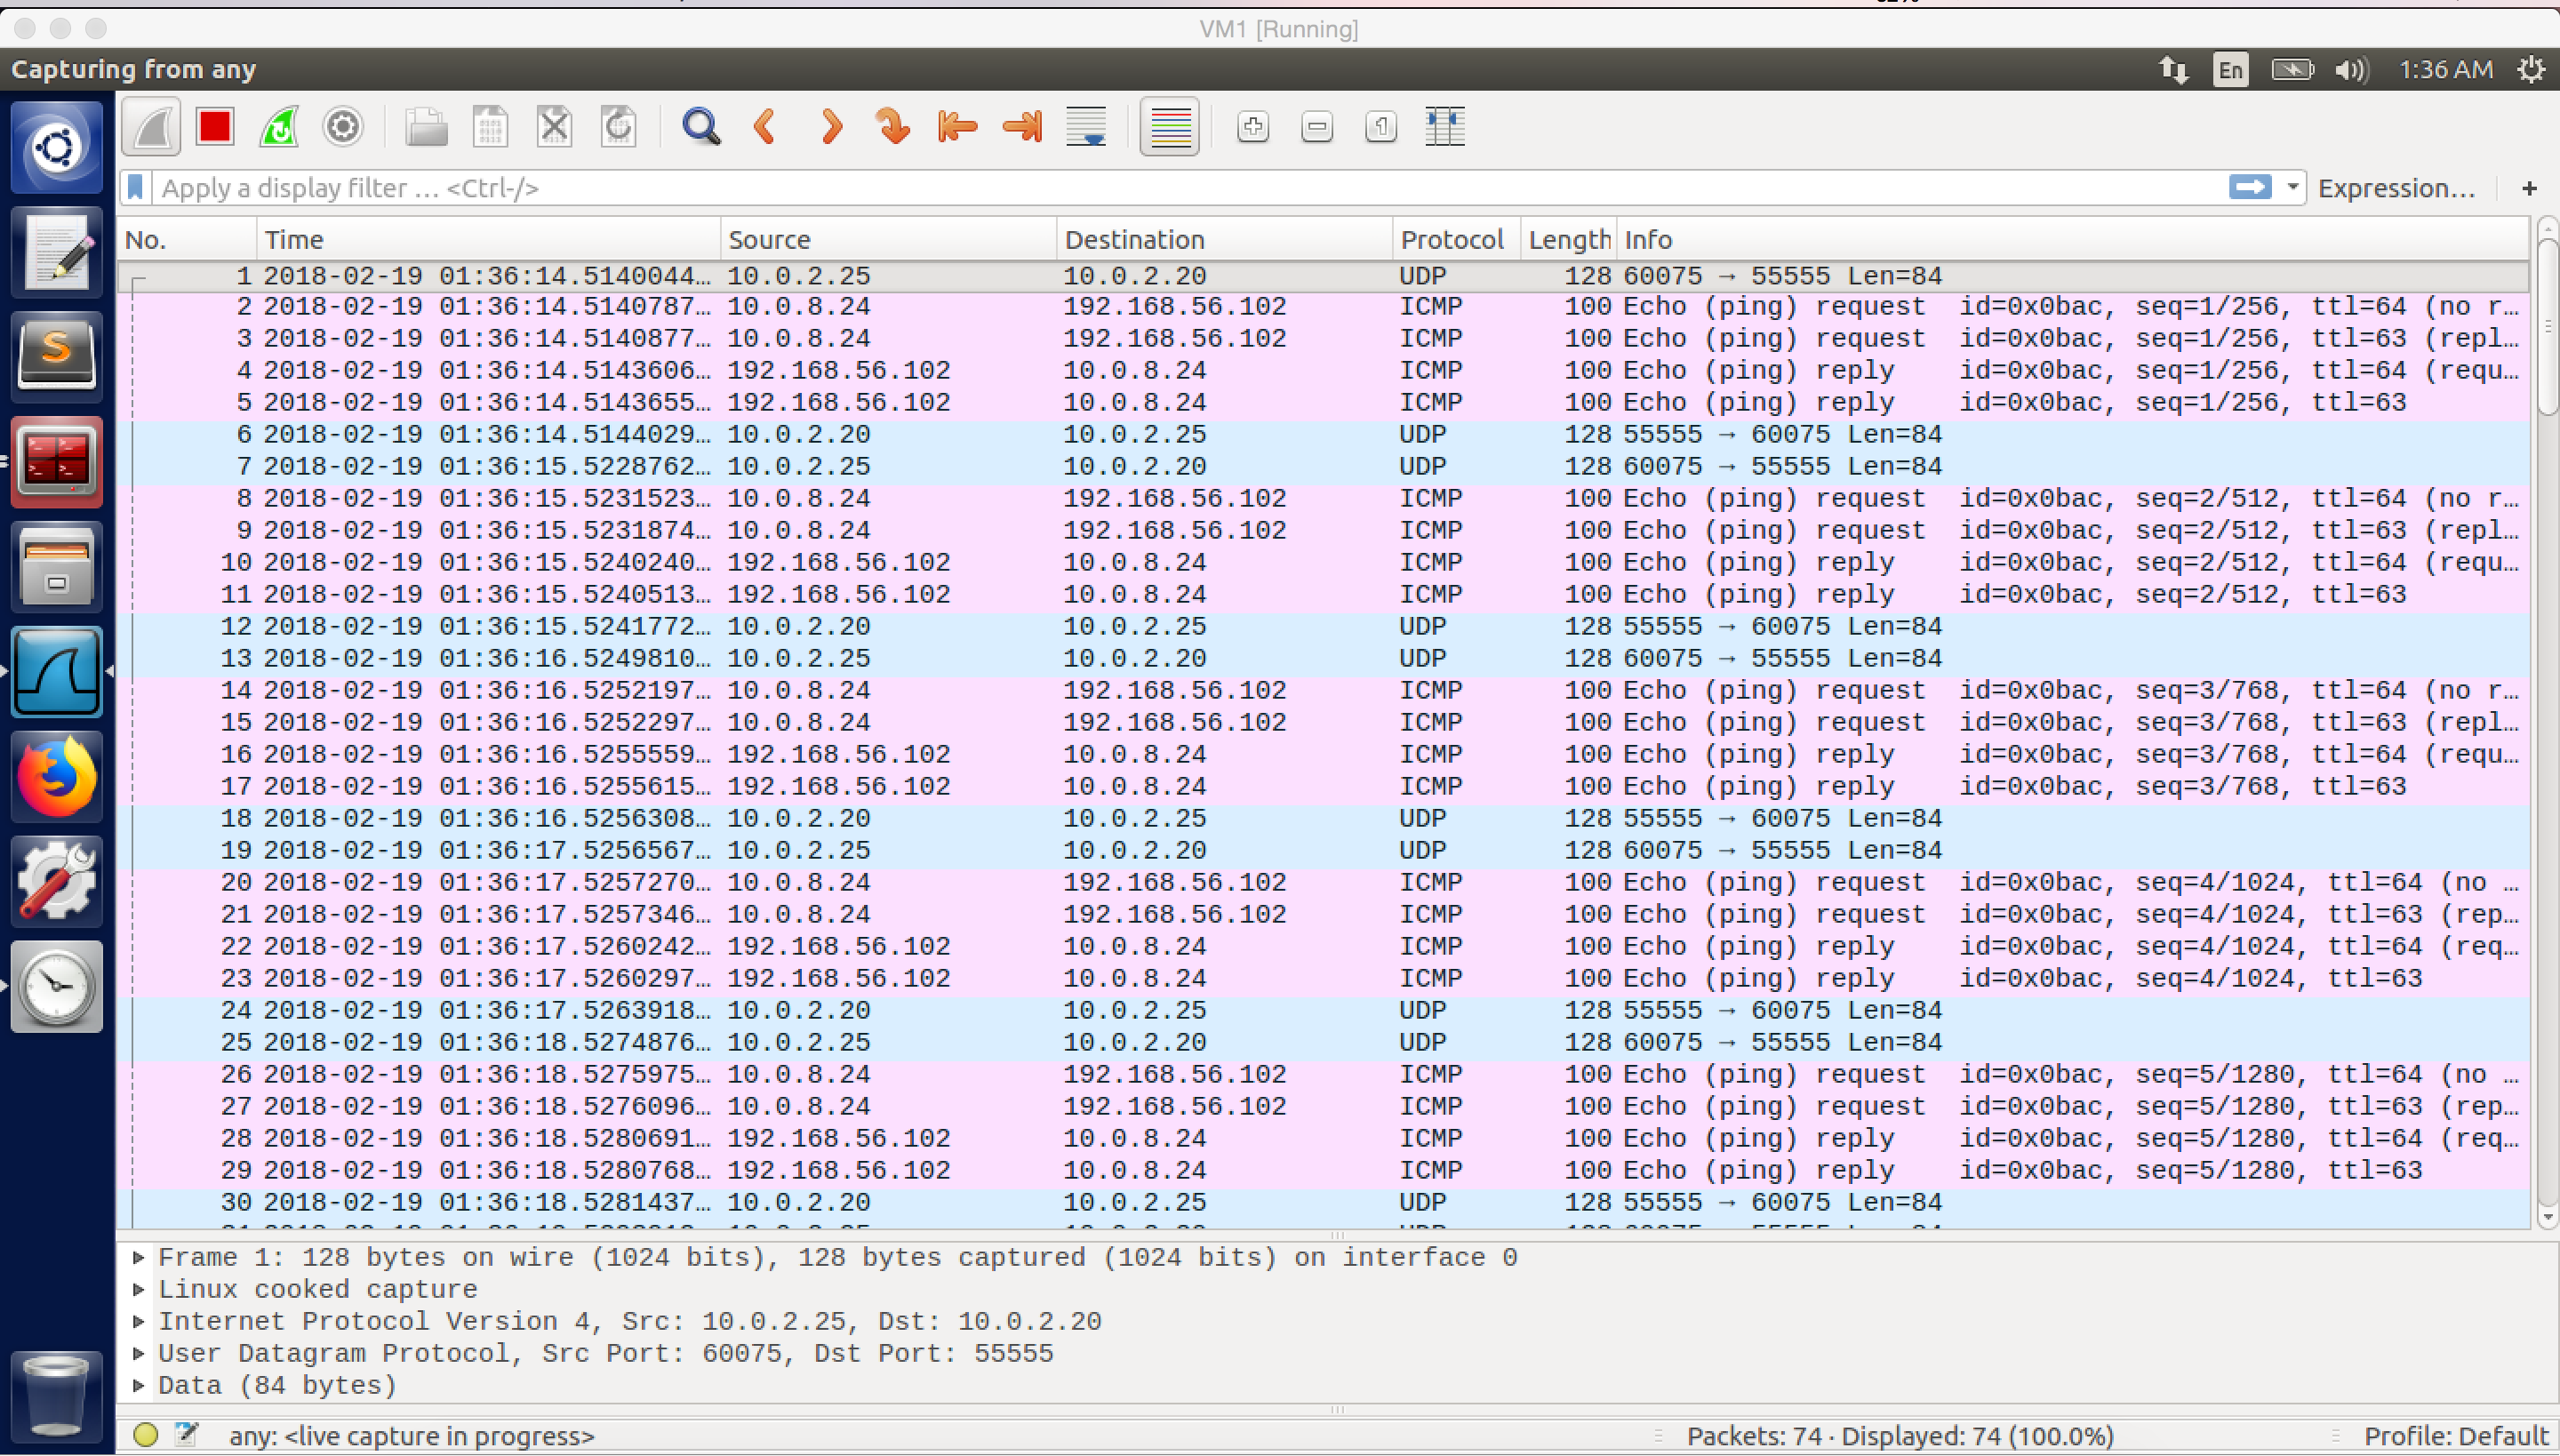 VM1 [Running]
Capturing from any
En
1:36 AM
Apply a display filter … <Ctrl-/>
Expression…
+
No. Time Source Destination Protocol Length Info
1 2018-02-19 01:36:14.5140044… 10.0.2.25 10.0.2.20 UDP 128 60075 → 55555 Len=84
2 2018-02-19 01:36:14.5140787… 10.0.8.24 192.168.56.102 ICMP 100 Echo (ping) request id=0x0bac, seq=1/256, ttl=64 (no r…
3 2018-02-19 01:36:14.5140877… 10.0.8.24 192.168.56.102 ICMP 100 Echo (ping) request id=0x0bac, seq=1/256, ttl=63 (repl…
4 2018-02-19 01:36:14.5143606… 192.168.56.102 10.0.8.24 ICMP 100 Echo (ping) reply id=0x0bac, seq=1/256, ttl=64 (requ…
5 2018-02-19 01:36:14.5143655… 192.168.56.102 10.0.8.24 ICMP 100 Echo (ping) reply id=0x0bac, seq=1/256, ttl=63
6 2018-02-19 01:36:14.5144029… 10.0.2.20 10.0.2.25 UDP 128 55555 → 60075 Len=84
7 2018-02-19 01:36:15.5228762… 10.0.2.25 10.0.2.20 UDP 128 60075 → 55555 Len=84
8 2018-02-19 01:36:15.5231523… 10.0.8.24 192.168.56.102 ICMP 100 Echo (ping) request id=0x0bac, seq=2/512, ttl=64 (no r…
9 2018-02-19 01:36:15.5231874… 10.0.8.24 192.168.56.102 ICMP 100 Echo (ping) request id=0x0bac, seq=2/512, ttl=63 (repl…
10 2018-02-19 01:36:15.5240240… 192.168.56.102 10.0.8.24 ICMP 100 Echo (ping) reply id=0x0bac, seq=2/512, ttl=64 (requ…
11 2018-02-19 01:36:15.5240513… 192.168.56.102 10.0.8.24 ICMP 100 Echo (ping) reply id=0x0bac, seq=2/512, ttl=63
12 2018-02-19 01:36:15.5241772… 10.0.2.20 10.0.2.25 UDP 128 55555 → 60075 Len=84
13 2018-02-19 01:36:16.5249810… 10.0.2.25 10.0.2.20 UDP 128 60075 → 55555 Len=84
14 2018-02-19 01:36:16.5252197… 10.0.8.24 192.168.56.102 ICMP 100 Echo (ping) request id=0x0bac, seq=3/768, ttl=64 (no r…
15 2018-02-19 01:36:16.5252297… 10.0.8.24 192.168.56.102 ICMP 100 Echo (ping) request id=0x0bac, seq=3/768, ttl=63 (repl…
16 2018-02-19 01:36:16.5255559… 192.168.56.102 10.0.8.24 ICMP 100 Echo (ping) reply id=0x0bac, seq=3/768, ttl=64 (requ…
17 2018-02-19 01:36:16.5255615… 192.168.56.102 10.0.8.24 ICMP 100 Echo (ping) reply id=0x0bac, seq=3/768, ttl=63
18 2018-02-19 01:36:16.5256308… 10.0.2.20 10.0.2.25 UDP 128 55555 → 60075 Len=84
19 2018-02-19 01:36:17.5256567… 10.0.2.25 10.0.2.20 UDP 128 60075 → 55555 Len=84
20 2018-02-19 01:36:17.5257270… 10.0.8.24 192.168.56.102 ICMP 100 Echo (ping) request id=0x0bac, seq=4/1024, ttl=64 (no …
21 2018-02-19 01:36:17.5257346… 10.0.8.24 192.168.56.102 ICMP 100 Echo (ping) request id=0x0bac, seq=4/1024, ttl=63 (rep…
22 2018-02-19 01:36:17.5260242… 192.168.56.102 10.0.8.24 ICMP 100 Echo (ping) reply id=0x0bac, seq=4/1024, ttl=64 (req…
23 2018-02-19 01:36:17.5260297… 192.168.56.102 10.0.8.24 ICMP 100 Echo (ping) reply id=0x0bac, seq=4/1024, ttl=63
24 2018-02-19 01:36:17.5263918… 10.0.2.20 10.0.2.25 UDP 128 55555 → 60075 Len=84
25 2018-02-19 01:36:18.5274876… 10.0.2.25 10.0.2.20 UDP 128 60075 → 55555 Len=84
26 2018-02-19 01:36:18.5275975… 10.0.8.24 192.168.56.102 ICMP 100 Echo (ping) request id=0x0bac, seq=5/1280, ttl=64 (no …
27 2018-02-19 01:36:18.5276096… 10.0.8.24 192.168.56.102 ICMP 100 Echo (ping) request id=0x0bac, seq=5/1280, ttl=63 (rep…
28 2018-02-19 01:36:18.5280691… 192.168.56.102 10.0.8.24 ICMP 100 Echo (ping) reply id=0x0bac, seq=5/1280, ttl=64 (req…
29 2018-02-19 01:36:18.5280768… 192.168.56.102 10.0.8.24 ICMP 100 Echo (ping) reply id=0x0bac, seq=5/1280, ttl=63
30 2018-02-19 01:36:18.5281437… 10.0.2.20 10.0.2.25 UDP 128 55555 → 60075 Len=84
Frame 1: 128 bytes on wire (1024 bits), 128 bytes captured (1024 bits) on interface 0
Linux cooked capture
Internet Protocol Version 4, Src: 10.0.2.25, Dst: 10.0.2.20
User Datagram Protocol, Src Port: 60075, Dst Port: 55555
Data (84 bytes)
any: <live capture in progress>
Packets: 74 · Displayed: 74 (100.0%)
Profile: Default